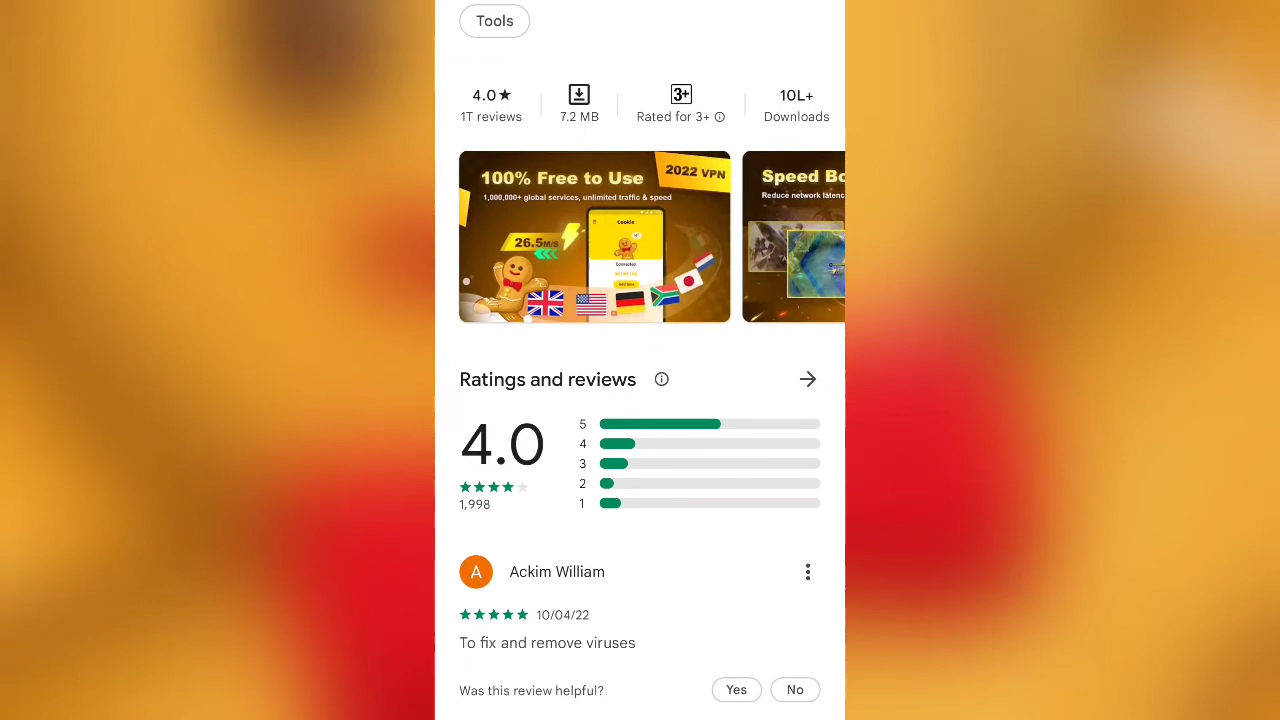 Tools
4.0★
1T reviews
7.2 MB
3+
Rated for 3+
10L+
Downloads
100% Free to Use
2022 VPN
1,000,000+ global services, unlimited traffic & speed
Cookie
26.5M/S
Connected
Speed Bo
Reduce network latenc
Ratings and reviews
4.0
1,998
5
4
3
2
1
A
Ackim William
10/04/22
To fix and remove viruses
Was this review helpful?
Yes
No